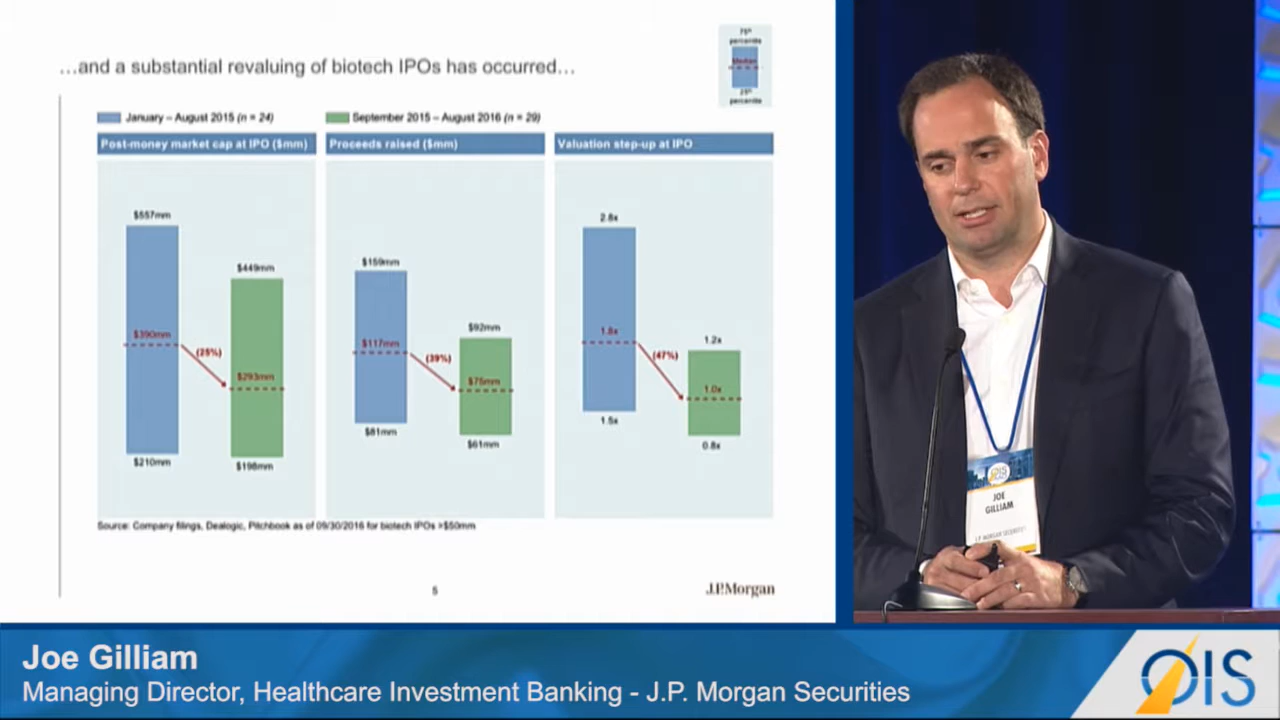 75th
percentile
Median
25th
percentile
…and a substantial revaluing of biotech IPOs has occurred…
January – August 2015 (n = 24)
September 2015 – August 2016 (n = 29)
Post-money market cap at IPO ($mm)
Proceeds raised ($mm)
Valuation step-up at IPO
$557mm
$449mm
$390mm
(25%)
$293mm
$210mm
$198mm
$159mm
$92mm
$117mm
(39%)
$75mm
$81mm
$61mm
2.8x
1.2x
1.8x
(47%)
1.0x
1.5x
0.8x
Source: Company filings, Dealogic, Pitchbook as of 09/30/2016 for biotech IPOs >$50mm
5
J.P.Morgan
OIS
JOE
GILLIAM
J.P. MORGAN SECURITIES
Joe Gilliam
Managing Director, Healthcare Investment Banking - J.P. Morgan Securities
OIS